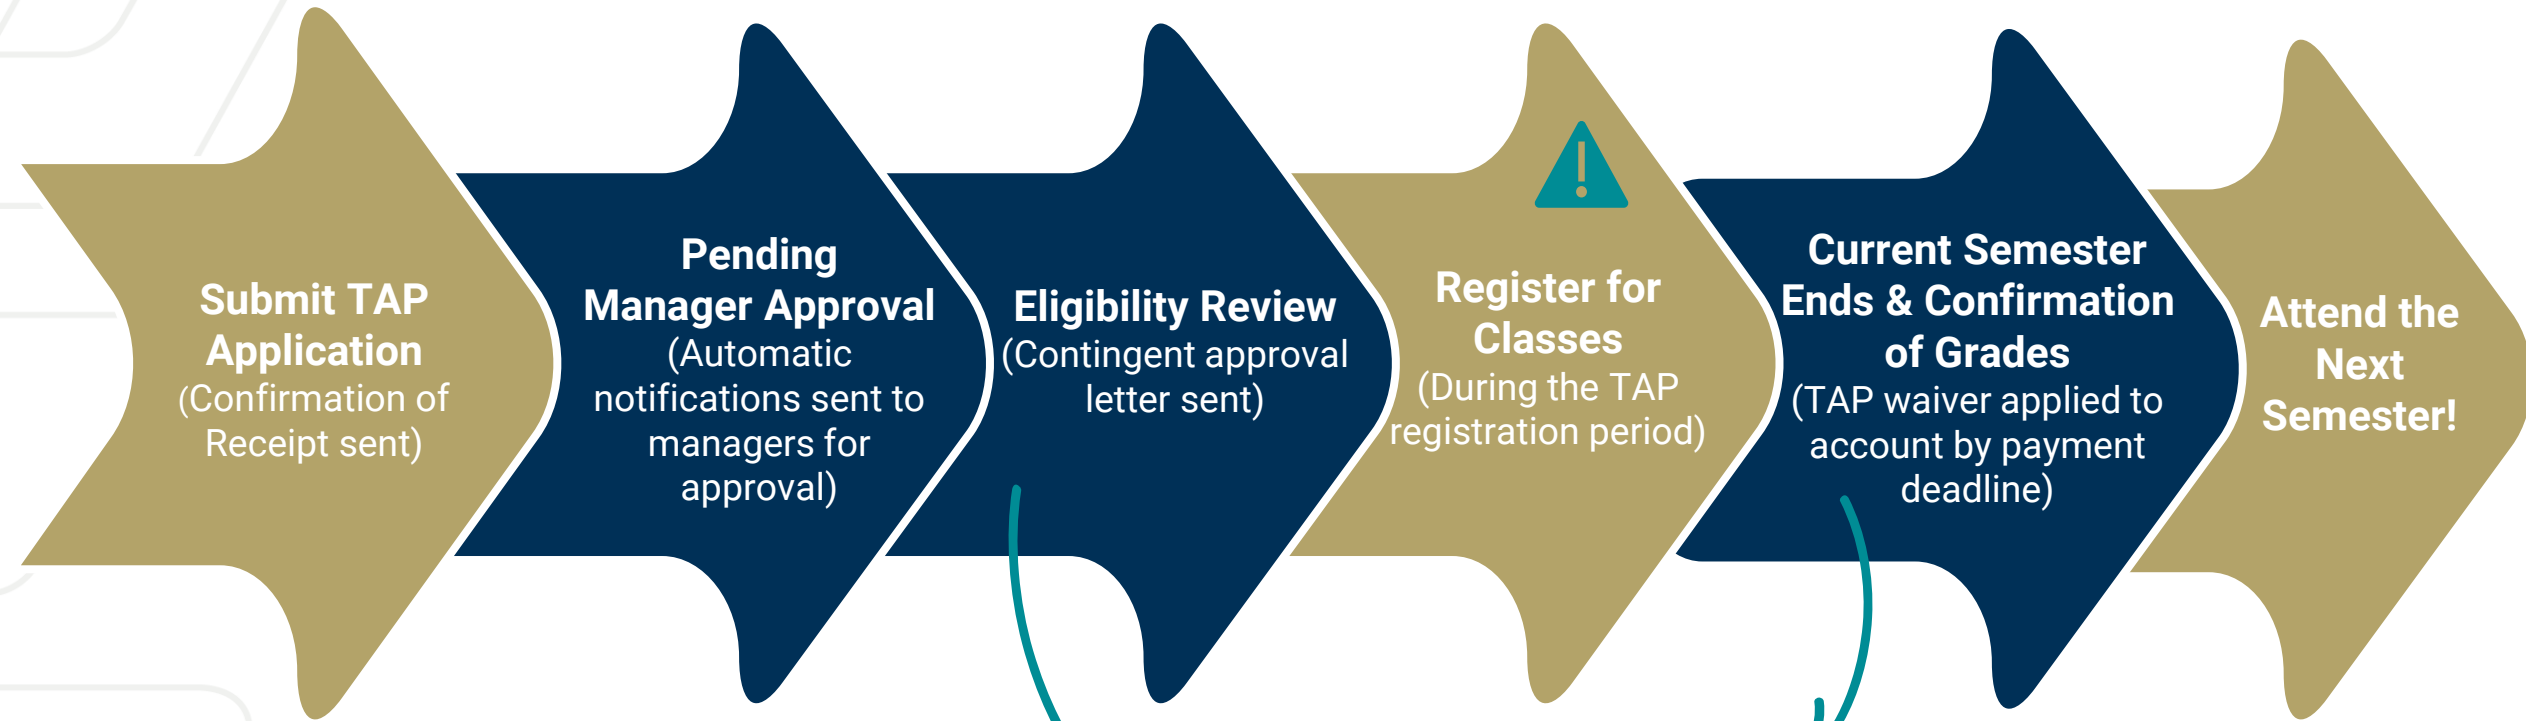 Submit TAP
Application
(Confirmation of
Receipt sent)
Pending
Manager Approval
(Automatic
notifications sent to
managers for
approval)
Eligibility Review
(Contingent approval
letter sent)
Register for
Classes
(During the TAP
registration period)
Current Semester
Ends & Confirmation
of Grades
(TAP waiver applied to
account by payment
deadline)
Attend the
Next
Semester!